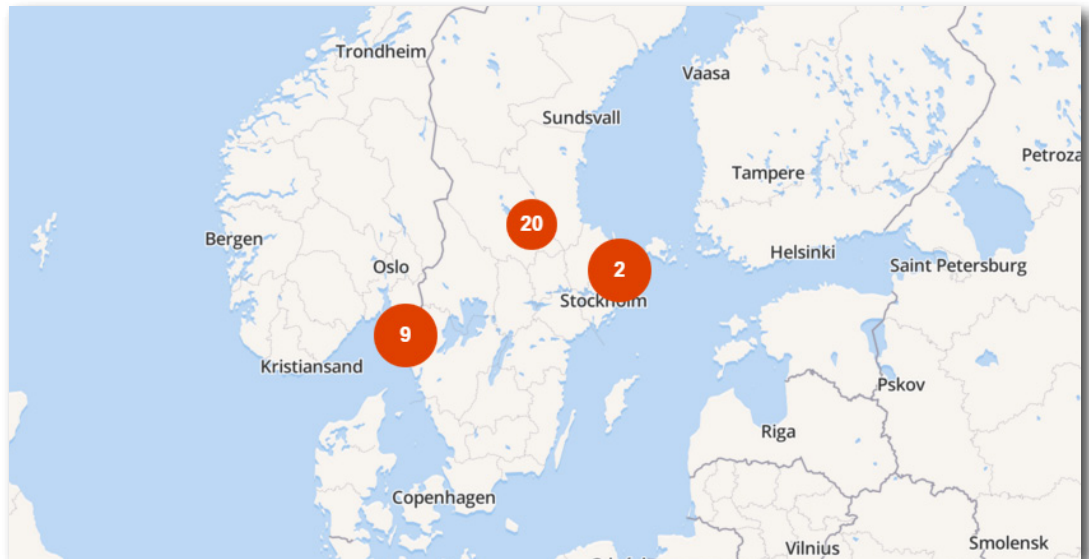 Trondheim
Vaasa
Sundsvall
Petroza
Tampere
20
Bergen
Helsinki
Oslo
2
Saint Petersburg
Stockholm
9
Kristiansand
Pskov
Riga
Copenhagen
Vilnius
Smolensk